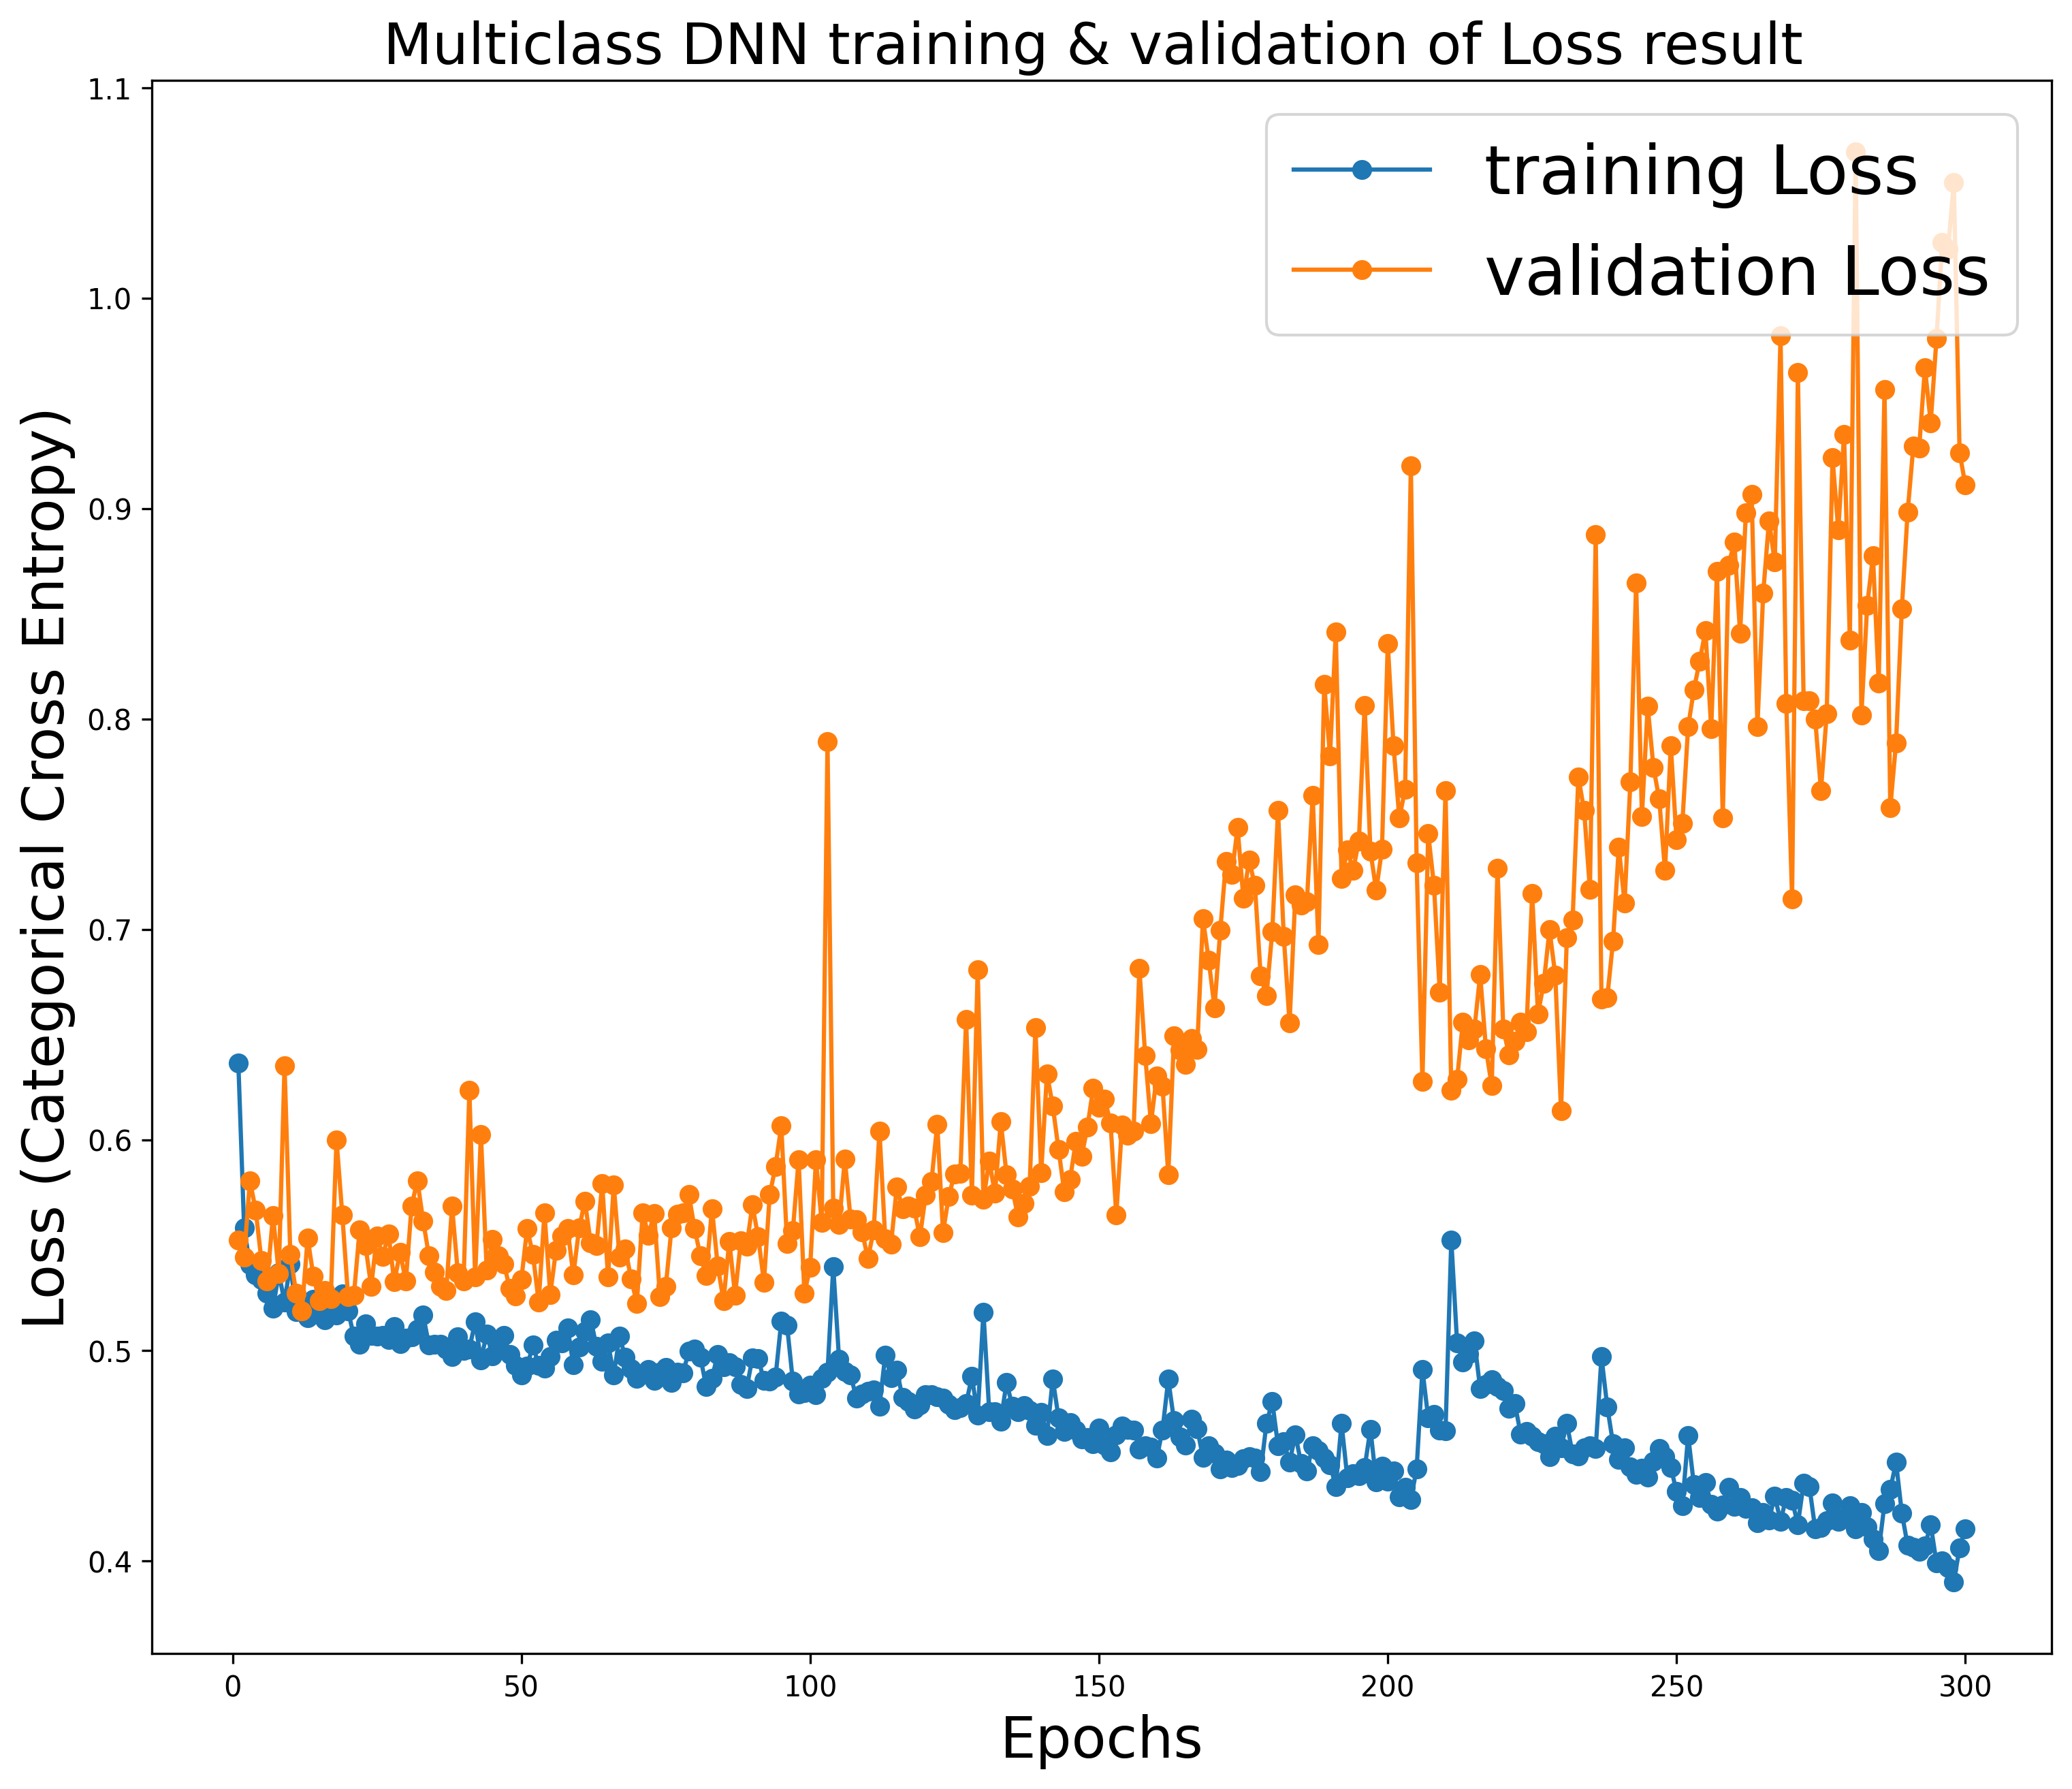 Multiclass DNN training & validation of Loss result
training Loss
validation Loss
Loss (Categorical Cross Entropy)
1.1
1.0
0.9
0.8
0.7
0.6
0.5
0.4
0 50 100 150 200 250 300
Epochs